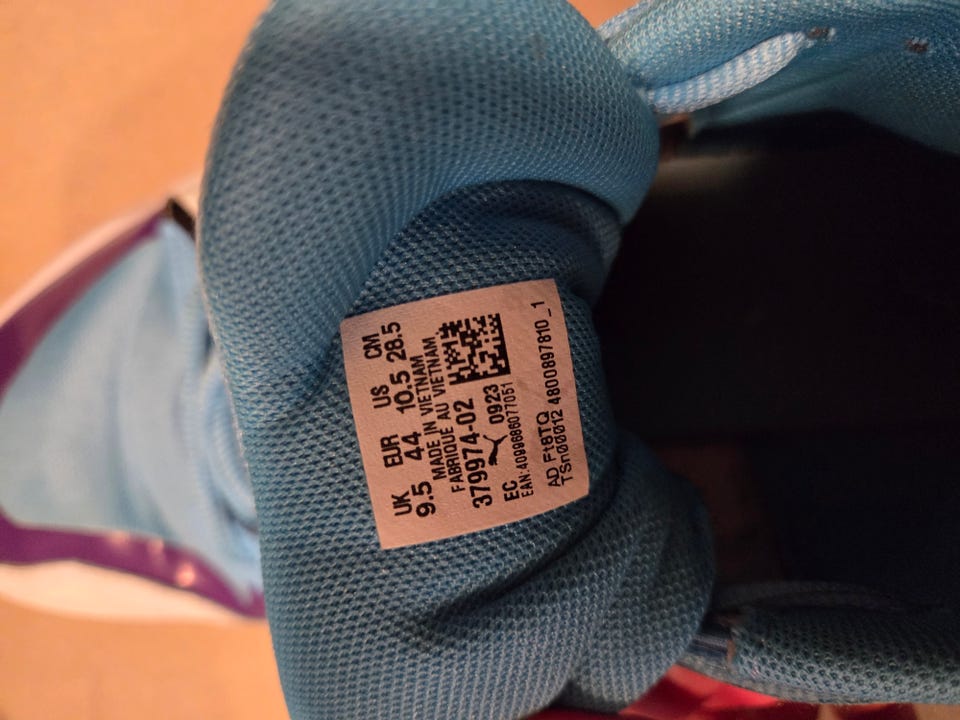 UK EUR US CM
9.5 44 10.5 28.5
MADE IN VIETNAM
FABRIQUÉ AU VIETNAM
379974-02
0923
EC
EAN:4099686077051
AD Ft8TQ
TSn00012 4800897810_1